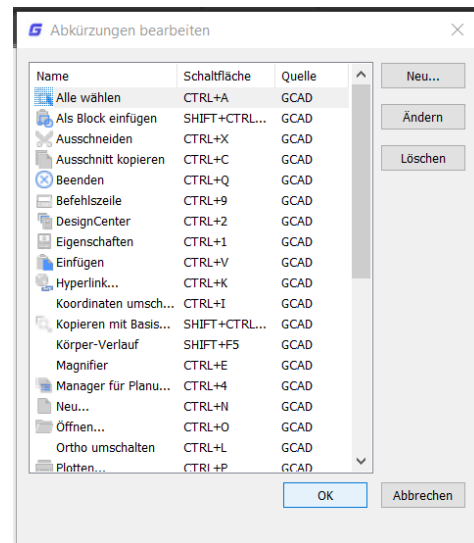 Abkürzungen bearbeiten
Name Schaltfläche Quelle
Neu...
Alle wählen CTRL+A GCAD
Als Block einfügen SHIFT+CTRL... GCAD
Ändern
Ausschneiden CTRL+X GCAD
Ausschnitt kopieren CTRL+C GCAD
Löschen
Beenden CTRL+Q GCAD
Befehlszeile CTRL+9 GCAD
DesignCenter CTRL+2 GCAD
Eigenschaften CTRL+1 GCAD
Einfügen CTRL+V GCAD
Hyperlink... CTRL+K GCAD
Koordinaten umsch... CTRL+I GCAD
Kopieren mit Basis... SHIFT+CTRL... GCAD
Körper-Verlauf SHIFT+F5 GCAD
Magnifier CTRL+E GCAD
Manager für Planu... CTRL+4 GCAD
Neu... CTRL+N GCAD
Öffnen... CTRL+O GCAD
Ortho umschalten CTRL+L GCAD
Plotten... CTRL+P GCAD
OK Abbrechen